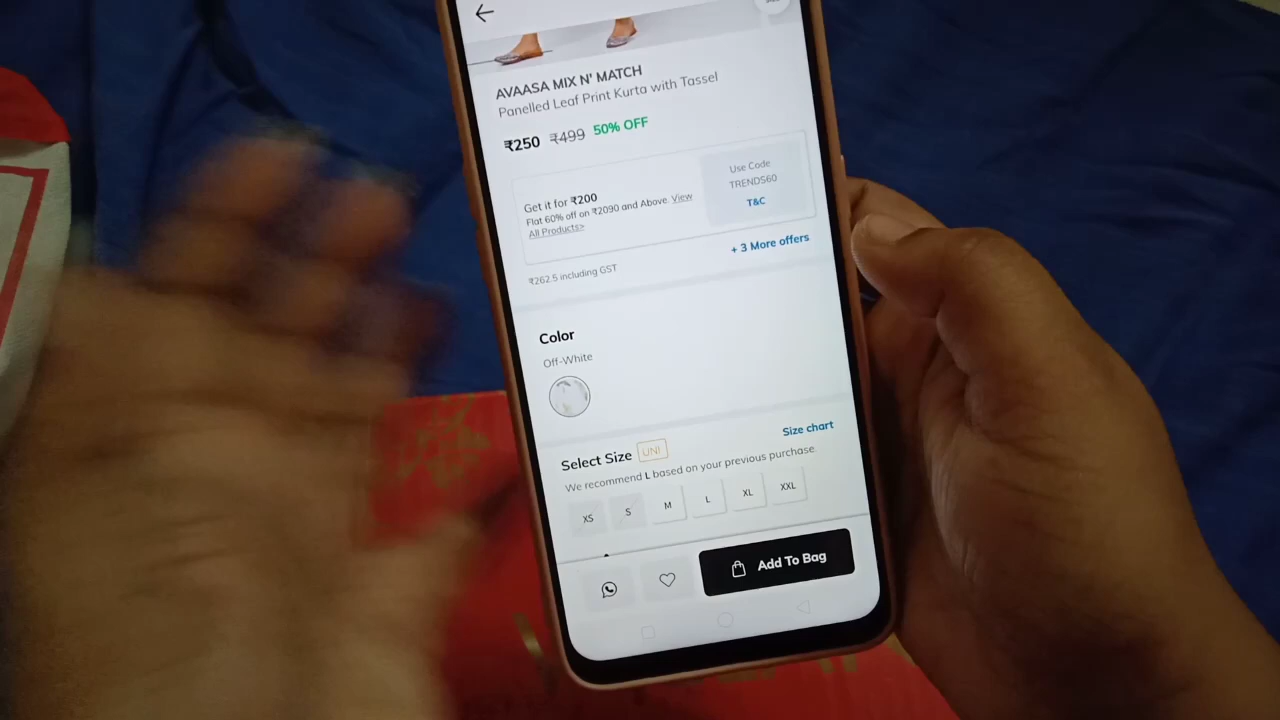 AVAASA MIX N' MATCH
Panelled Leaf Print Kurta with Tassel
₹250 ₹499 50% OFF
Get it for ₹200
Flat 60% off on ₹2090 and Above. View
All Products>
Use Code
TRENDS60
T&C
+ 3 More offers
₹262.5 including GST
Color
Off-White
Select Size UNI
Size chart
We recommend L based on your previous purchase.
XS S M L XL XXL
Add To Bag